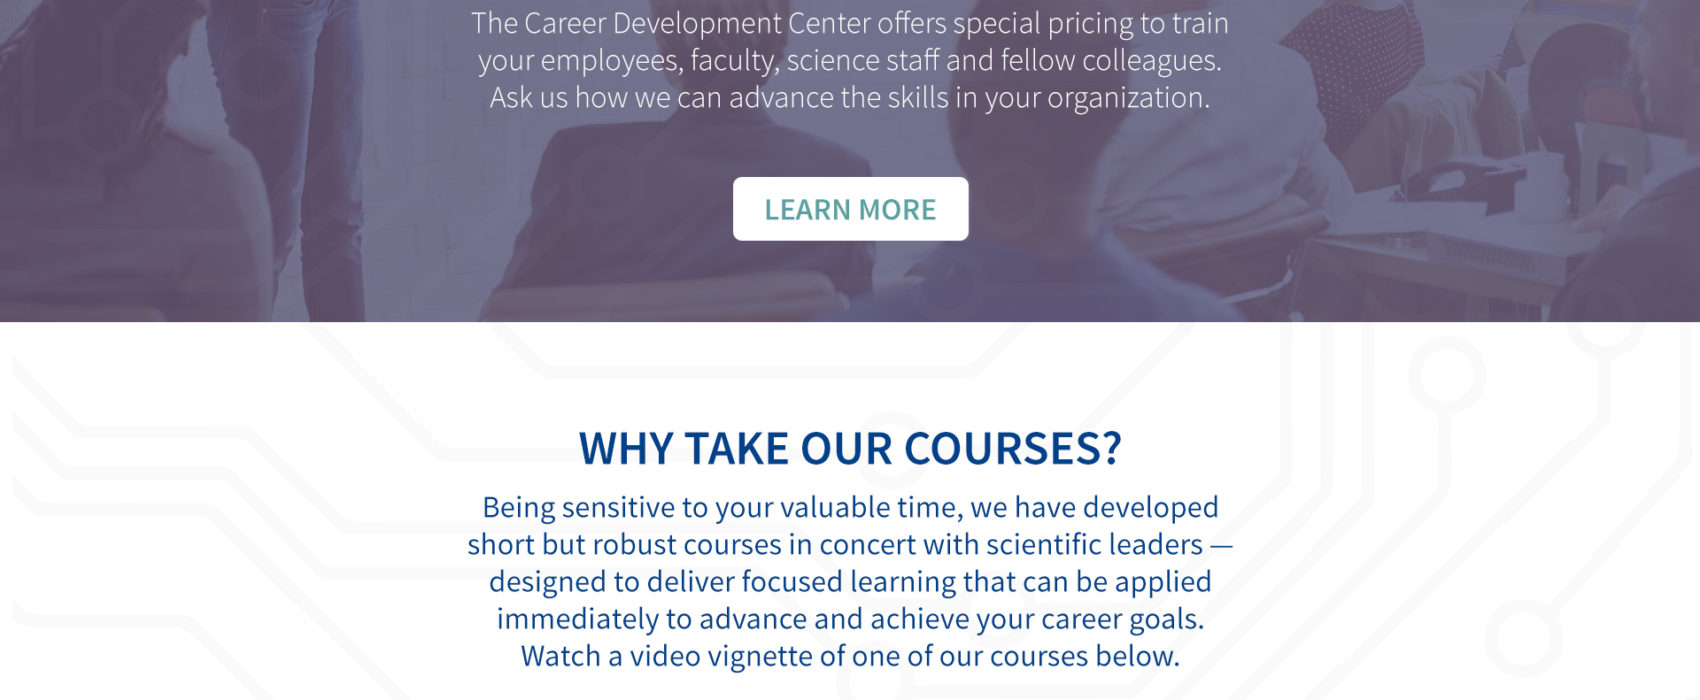 The Career Development Center offers special pricing to train
your employees, faculty, science staff and fellow colleagues.
Ask us how we can advance the skills in your organization.
LEARN MORE
WHY TAKE OUR COURSES?
Being sensitive to your valuable time, we have developed
short but robust courses in concert with scientific leaders —
designed to deliver focused learning that can be applied
immediately to advance and achieve your career goals.
Watch a video vignette of one of our courses below.